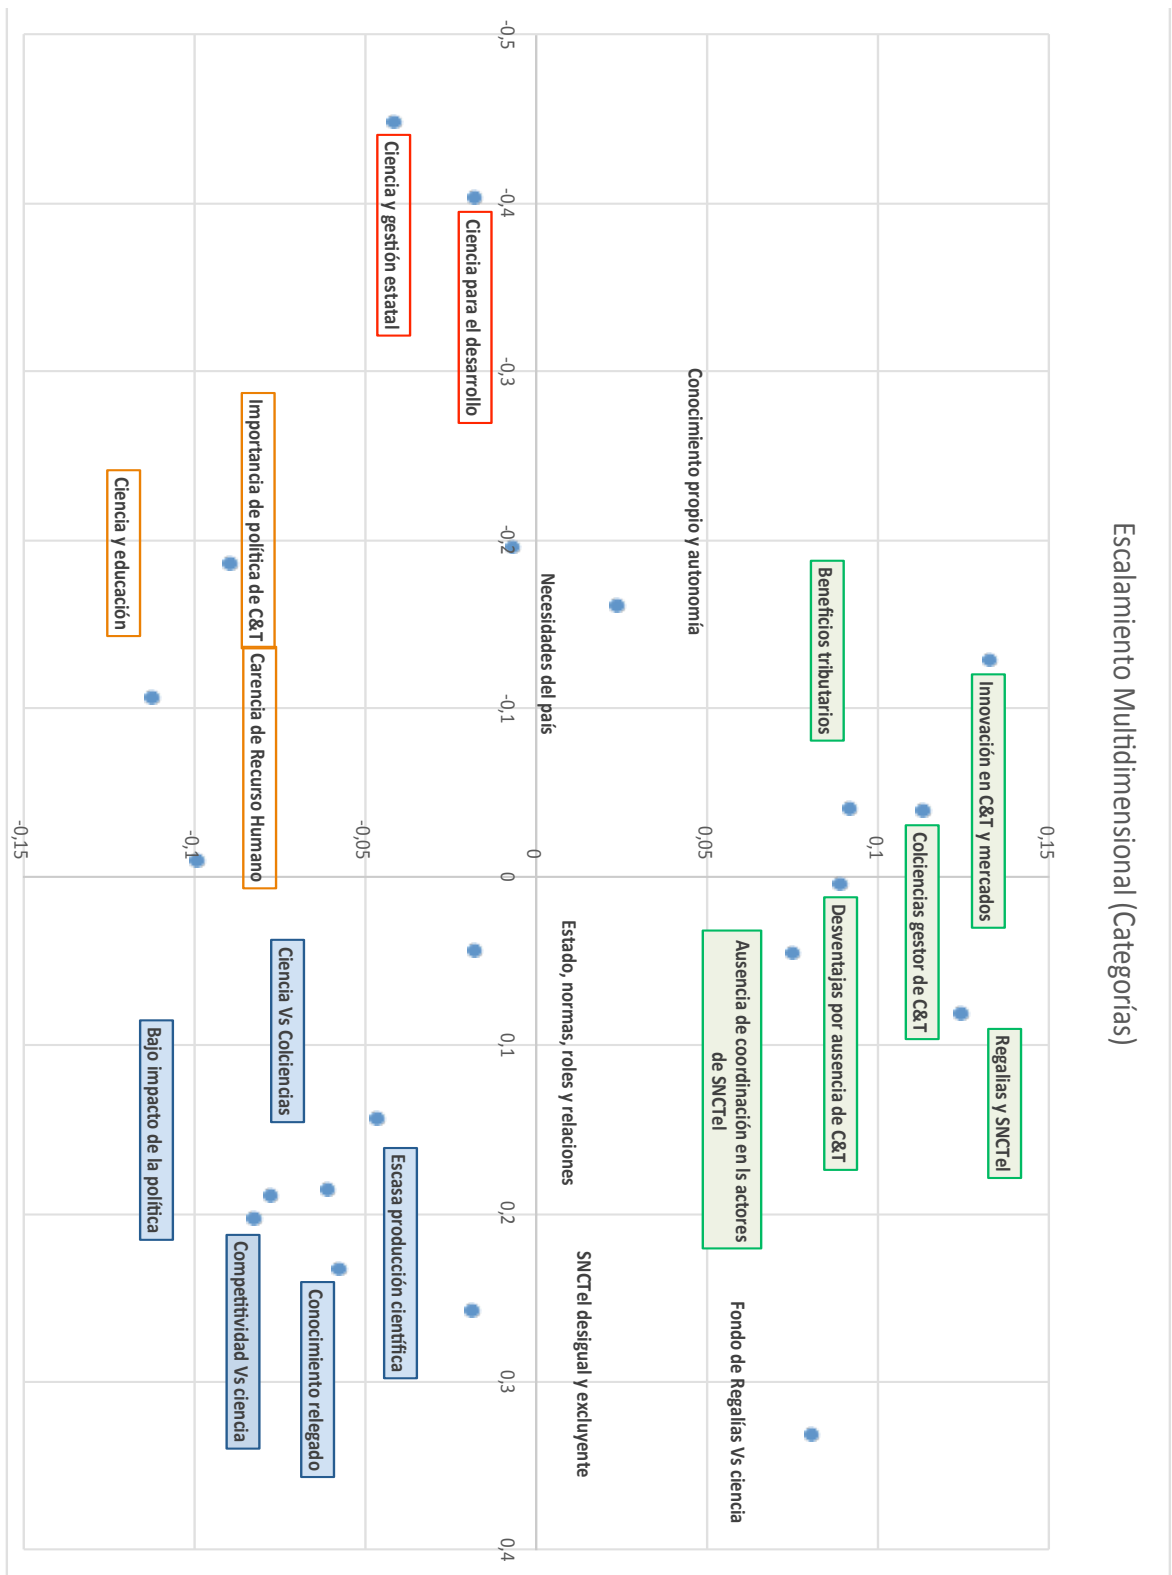 Escalamiento Multidimensional (Categorías)
0,15
0,1
0,05
0
-0,05
-0,1
-0,15
-0,5
-0,4
-0,3
-0,2
-0,1
0
0,1
0,2
0,3
0,4
Innovación en C&T y mercados
Regalias y SNCTeI
Colciencias gestor de C&T
Beneficios tributarios
Desventajas por ausencia de C&T
Ausencia de coordinación en ls actores
de SNCTeI
Fondo de Regalías Vs ciencia
Conocimiento propio y autonomía
Necesidades del país
Estado, normas, roles y relaciones
SNCTeI desigual y excluyente
Ciencia para el desarrollo
Ciencia y gestión estatal
Escasa producción científica
Conocimiento relegado
Ciencia Vs Colciencias
Importancia de política de C&T
Carencia de Recurso Humano
Competitividad Vs ciencia
Ciencia y educación
Bajo impacto de la política